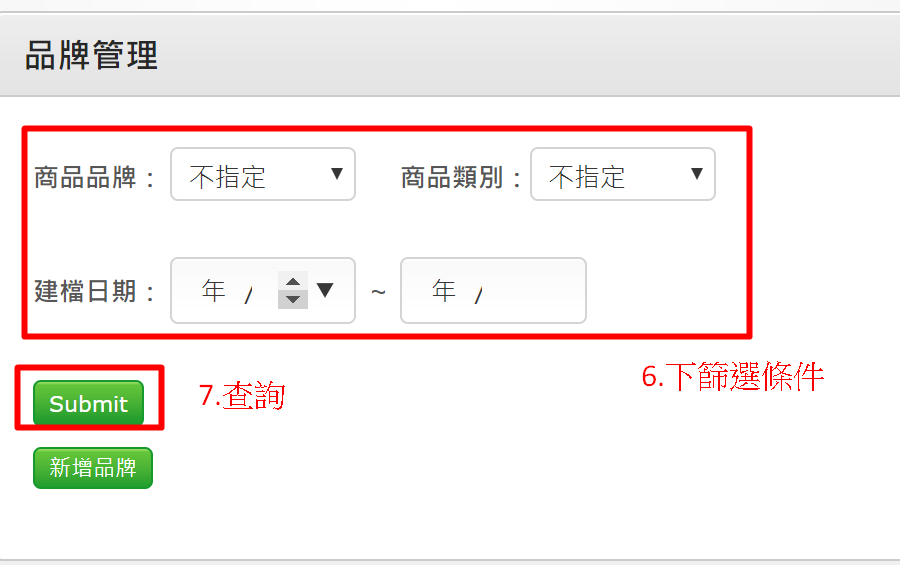 品牌管理
商品品牌： 不指定 商品類別： 不指定
建檔日期： 年 / ~ 年 /
6.下篩選條件
Submit 7.查詢
新增品牌